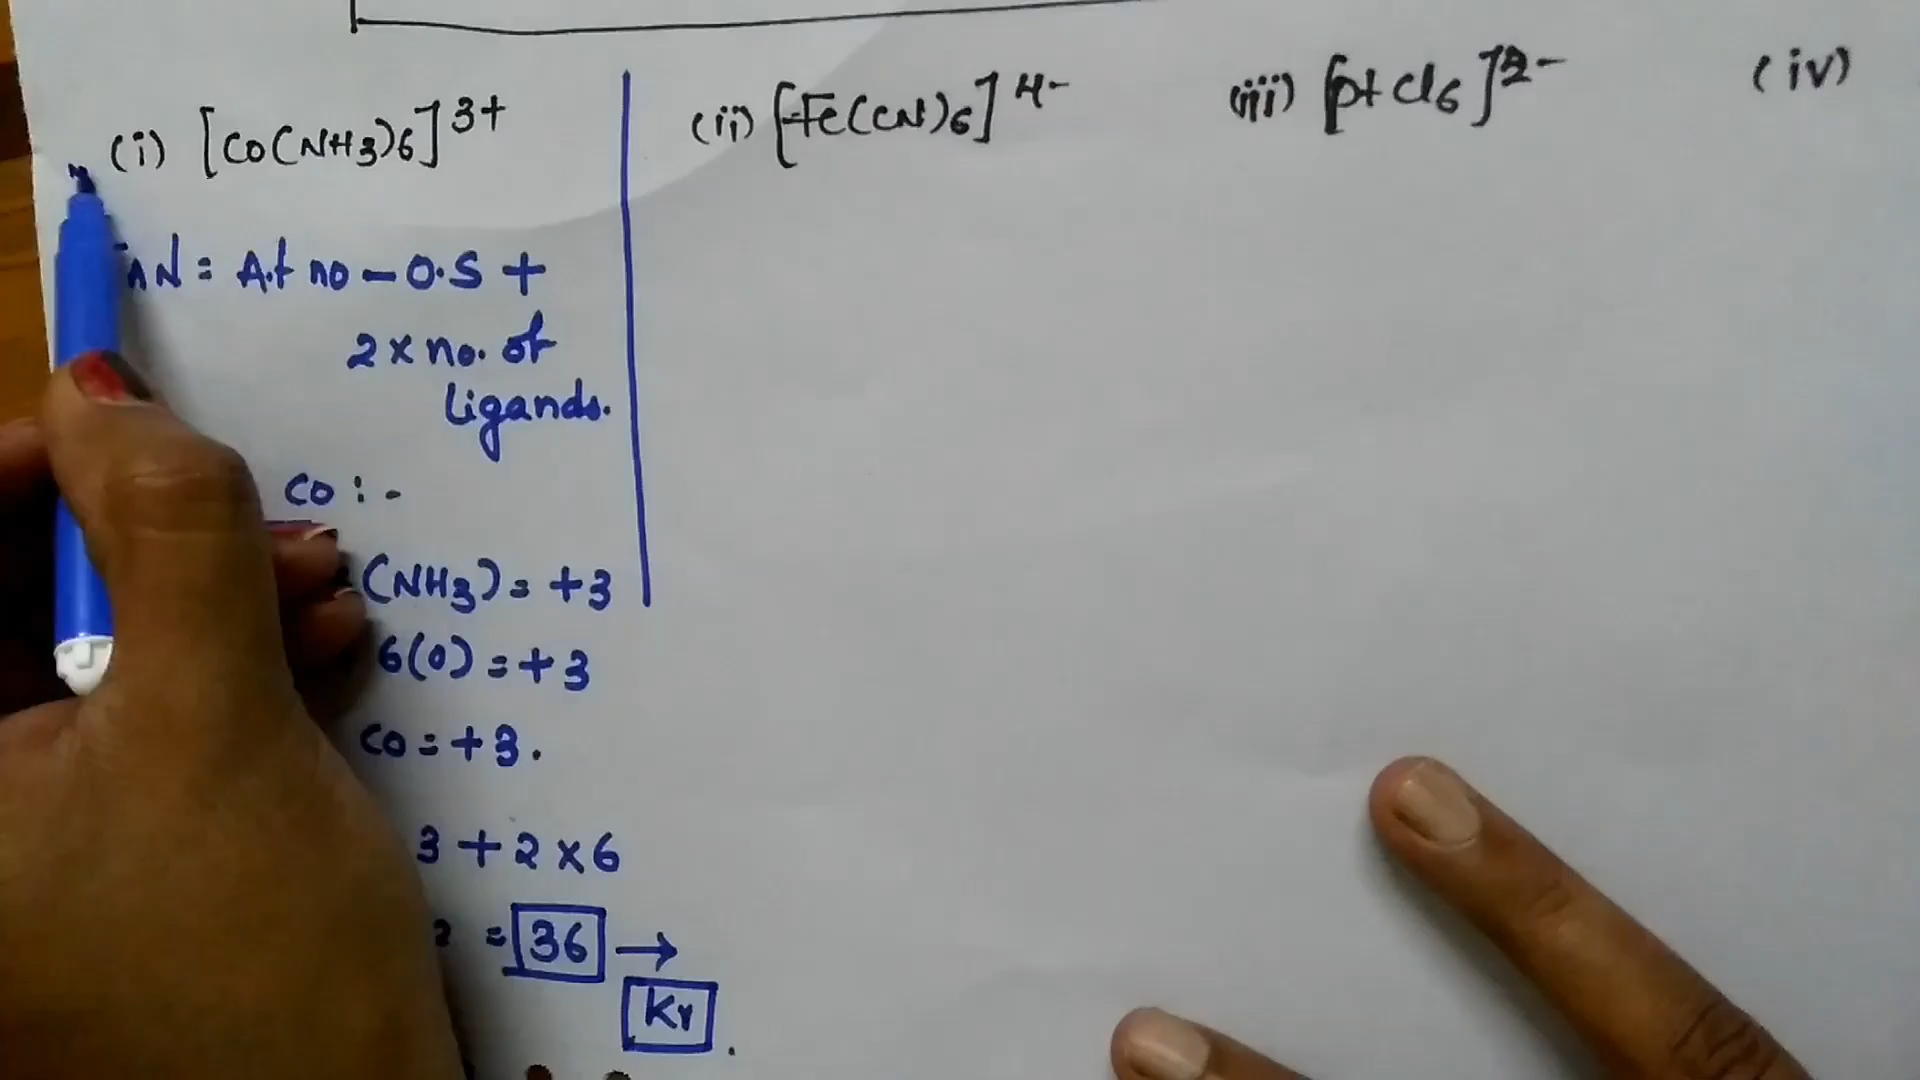 (i) [Co(NH3)6]3+
(ii) [Fe(CN)6]4-
(iii) [PtCl6]2-
(iv)
AN = At no - O.S +
2 x no. of
Ligands.
Co : -
(NH3) = +3
6(0) = +3
Co = +3.
3 + 2 x 6
= 36 →
Kr